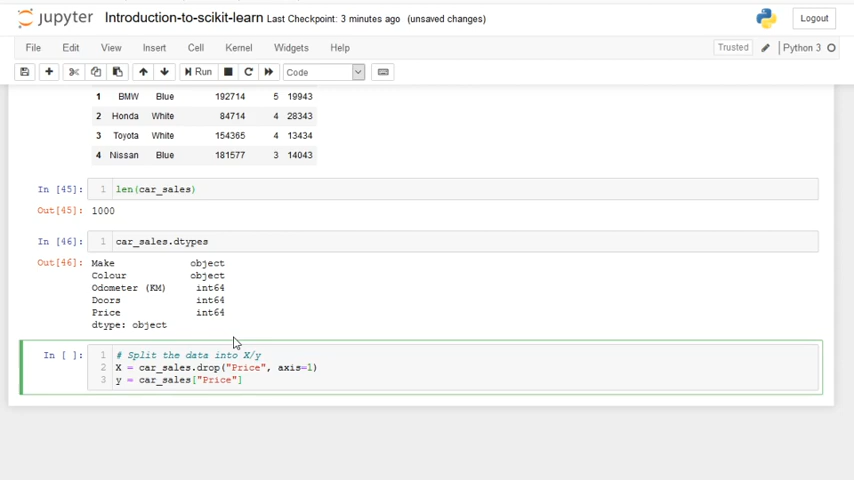 jupyter Introduction-to-scikit-learn Last Checkpoint: 3 minutes ago (unsaved changes) Logout
File Edit View Insert Cell Kernel Widgets Help Trusted Python 3
Run Code
1 BMW Blue 192714 5 19943
2 Honda White 84714 4 28343
3 Toyota White 154365 4 13434
4 Nissan Blue 181577 3 14043
In [45]: 1 len(car_sales)
Out[45]: 1000
In [46]: 1 car_sales.dtypes
Out[46]: Make object
Colour object
Odometer (KM) int64
Doors int64
Price int64
dtype: object
In [ ]: 1 # Split the data into X/y
2 X = car_sales.drop("Price", axis=1)
3 y = car_sales["Price"]